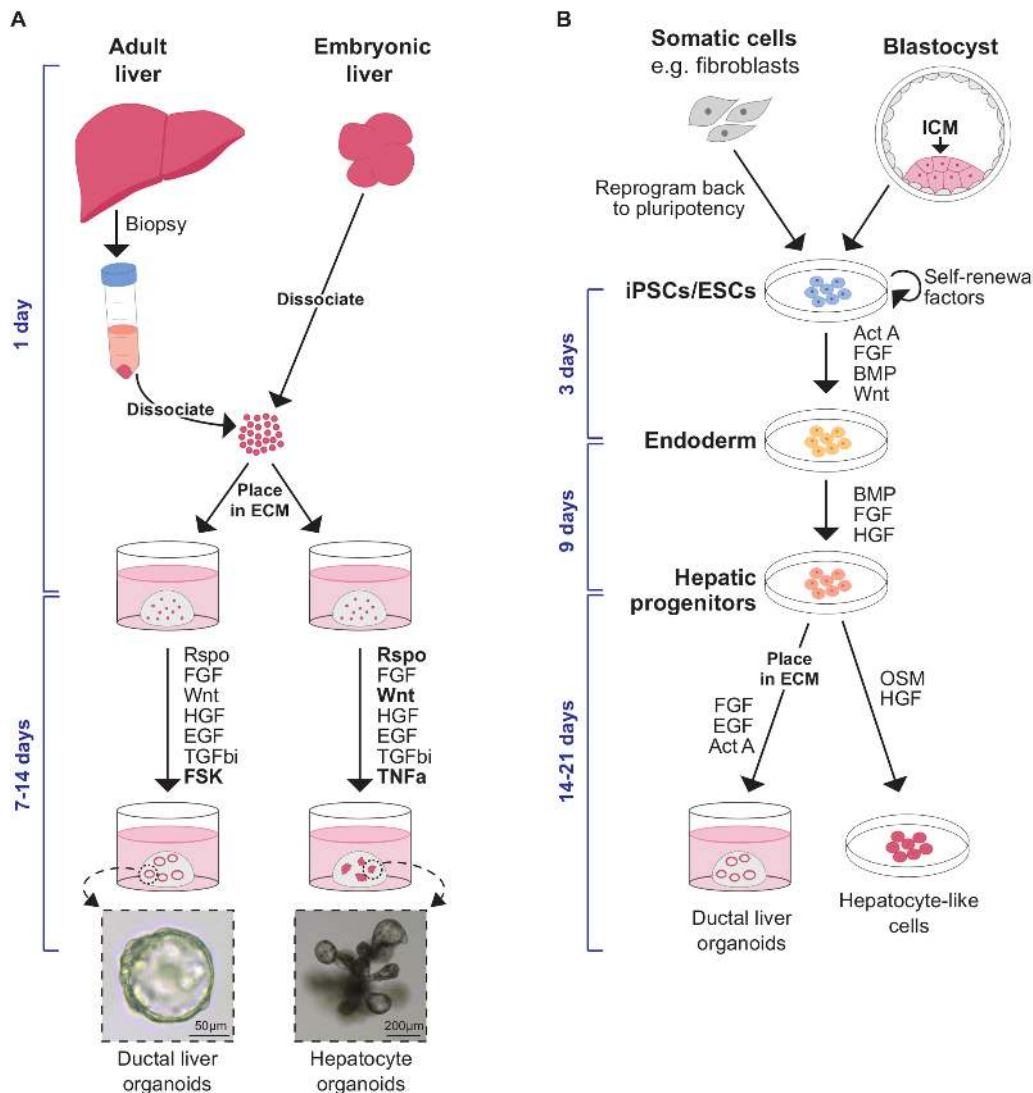 A
Adult
liver
Embryonic
liver
1 day
Biopsy
Dissociate
Dissociate
Place
in ECM
7-14 days
Rspo
FGF
Wnt
HGF
EGF
TGFbi
FSK
Rspo
FGF
Wnt
HGF
EGF
TGFbi
TNFa
50µm
200µm
Ductal liver
organoids
Hepatocyte
organoids
B
Somatic cells
e.g. fibroblasts
Blastocyst
ICM
Reprogram back
to pluripotency
iPSCs/ESCs
Self-renewa
factors
3 days
Act A
FGF
BMP
Wnt
Endoderm
9 days
BMP
FGF
HGF
Hepatic
progenitors
14-21 days
Place
in ECM
FGF
EGF
Act A
OSM
HGF
Ductal liver
organoids
Hepatocyte-like
cells